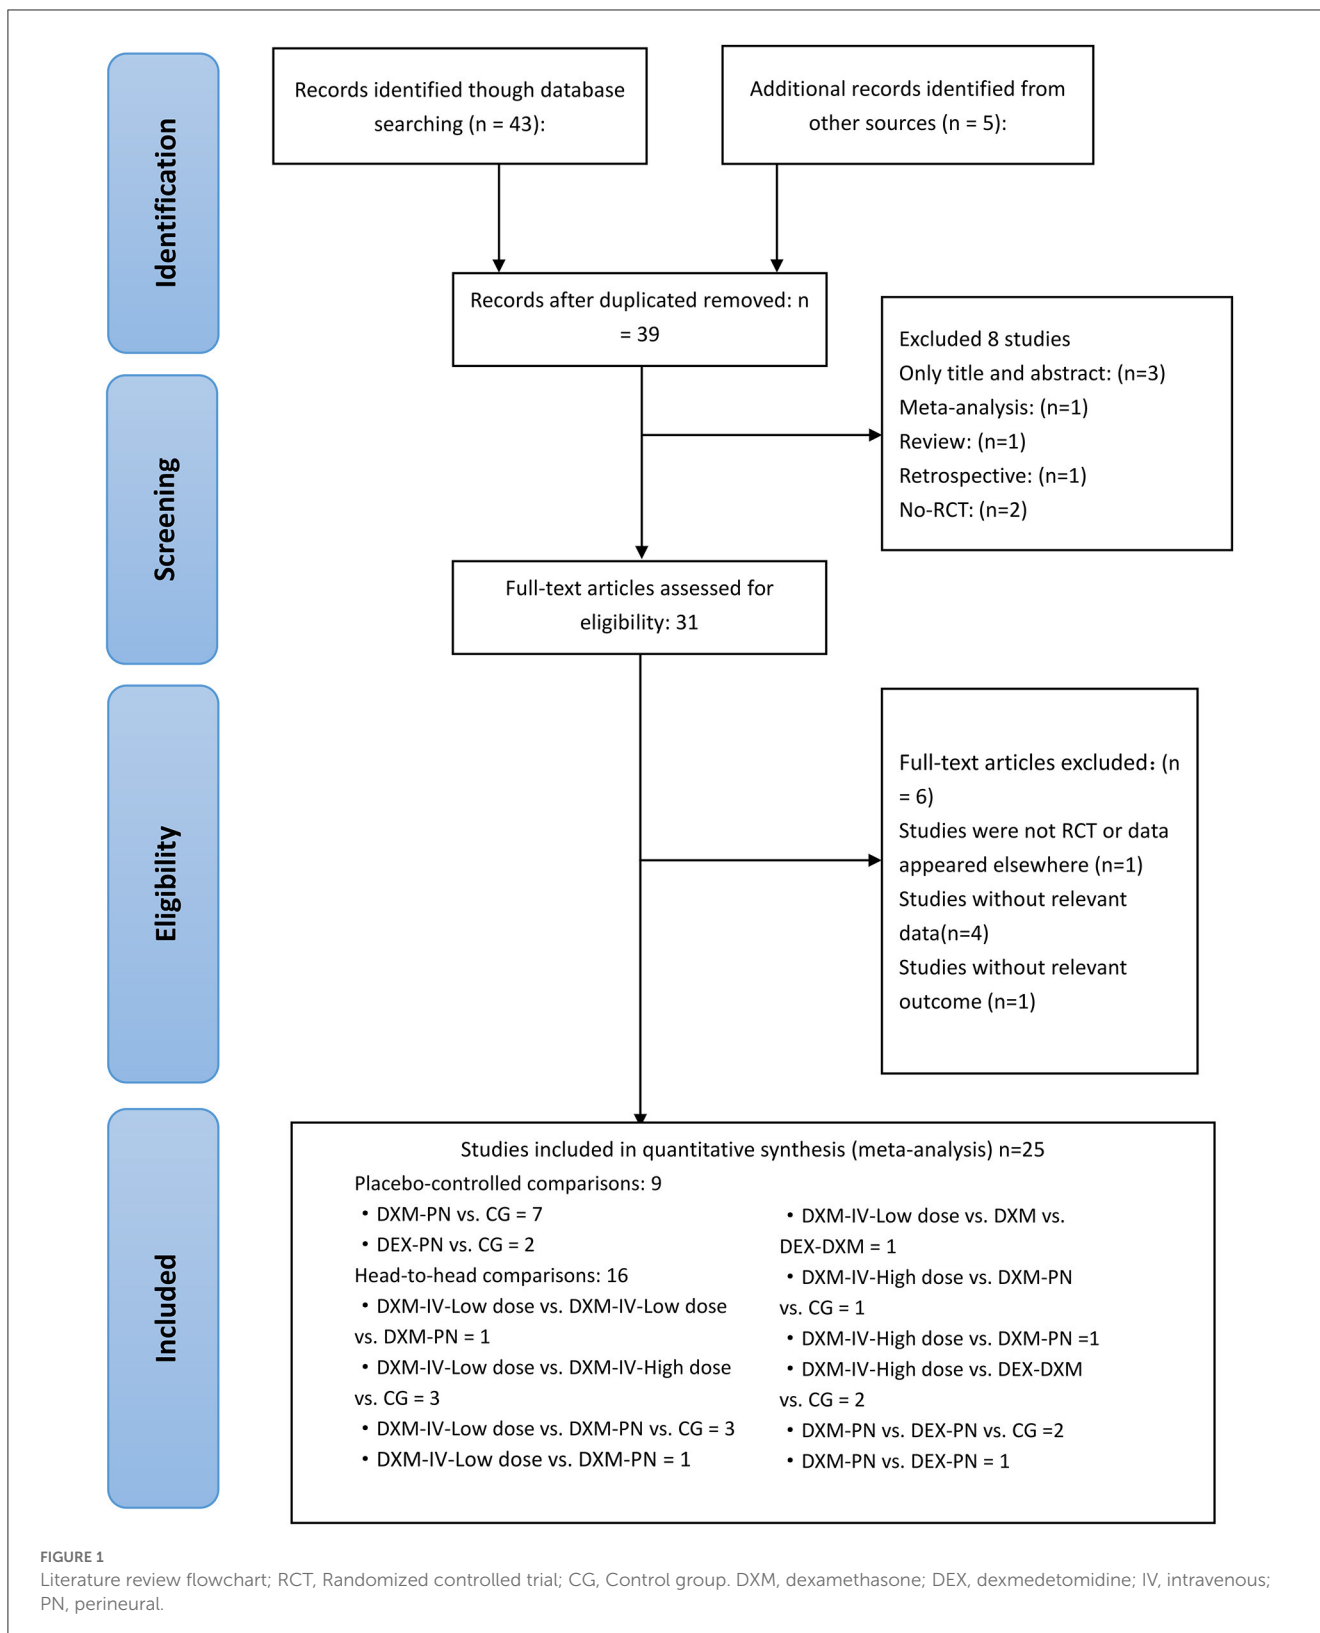 Identification
Records identified though database
searching (n = 43):
Additional records identified from
other sources (n = 5):
Records after duplicated removed: n
= 39
Screening
Excluded 8 studies
Only title and abstract: (n=3)
Meta-analysis: (n=1)
Review: (n=1)
Retrospective: (n=1)
No-RCT: (n=2)
Full-text articles assessed for
eligibility: 31
Eligibility
Full-text articles excluded: (n
= 6)
Studies were not RCT or data
appeared elsewhere (n=1)
Studies without relevant
data(n=4)
Studies without relevant
outcome (n=1)
Included
Studies included in quantitative synthesis (meta-analysis) n=25
Placebo-controlled comparisons: 9
• DXM-PN vs. CG = 7
• DEX-PN vs. CG = 2
Head-to-head comparisons: 16
• DXM-IV-Low dose vs. DXM-IV-Low dose
vs. DXM-PN = 1
• DXM-IV-Low dose vs. DXM-IV-High dose
vs. CG = 3
• DXM-IV-Low dose vs. DXM-PN vs. CG = 3
• DXM-IV-Low dose vs. DXM-PN = 1
• DXM-IV-Low dose vs. DXM vs.
DEX-DXM = 1
• DXM-IV-High dose vs. DXM-PN
vs. CG = 1
• DXM-IV-High dose vs. DXM-PN =1
• DXM-IV-High dose vs. DEX-DXM
vs. CG = 2
• DXM-PN vs. DEX-PN vs. CG =2
• DXM-PN vs. DEX-PN = 1
FIGURE 1
Literature review flowchart; RCT, Randomized controlled trial; CG, Control group. DXM, dexamethasone; DEX, dexmedetomidine; IV, intravenous;
PN, perineural.